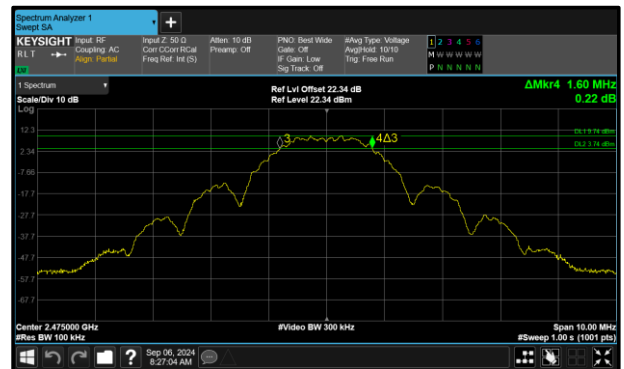 Spectrum Analyzer 1
Swept SA
+
KEYSIGHT Input: RF Input Z: 50 Ω Atten: 10 dB PNO: Best Wide #Avg Type: Voltage 1 2 3 4 5 6
RLT Coupling: AC Corr CCorr RCal Preamp: Off Gate: Off Avg|Hold: 10/10 M W W W W W
Align: Partial Freq Ref: Int (S) IF Gain: Low Trig: Free Run
Sig Track: Off P N N N N N
1 Spectrum Ref Lvl Offset 22.34 dB ΔMkr4 1.60 MHz
Scale/Div 10 dB Ref Level 22.34 dBm 0.22 dB
Log
12.3 DL1 9.74 dBm
3 4Δ3
2.34 DL2 3.74 dBm
-7.66
-17.7
-27.7
-37.7
-47.7
-57.7
-67.7
Center 2.475000 GHz #Video BW 300 kHz Span 10.00 MHz
#Res BW 100 kHz #Sweep 1.00 s (1001 pts)
? Sep 06, 2024
8:27:04 AM